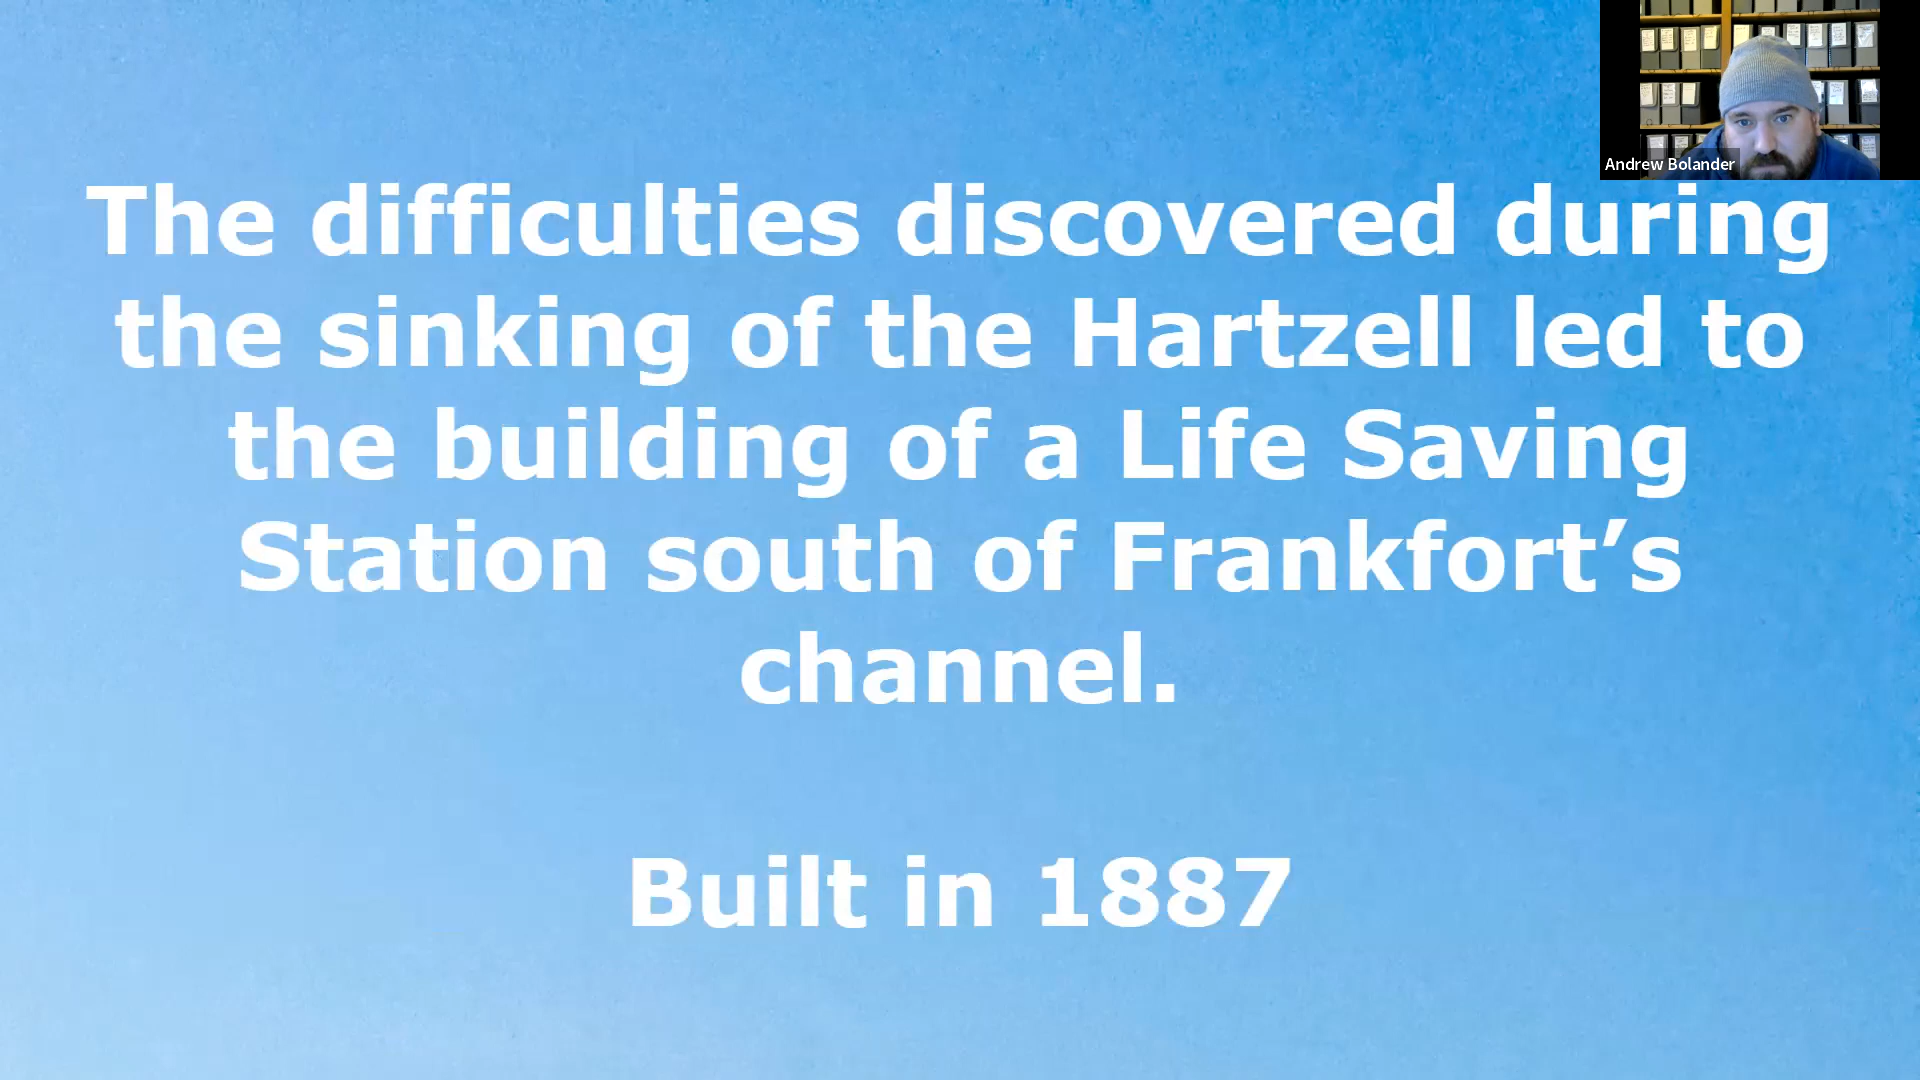 Andrew Bolander
The difficulties discovered during
the sinking of the Hartzell led to
the building of a Life Saving
Station south of Frankfort’s
channel.
Built in 1887